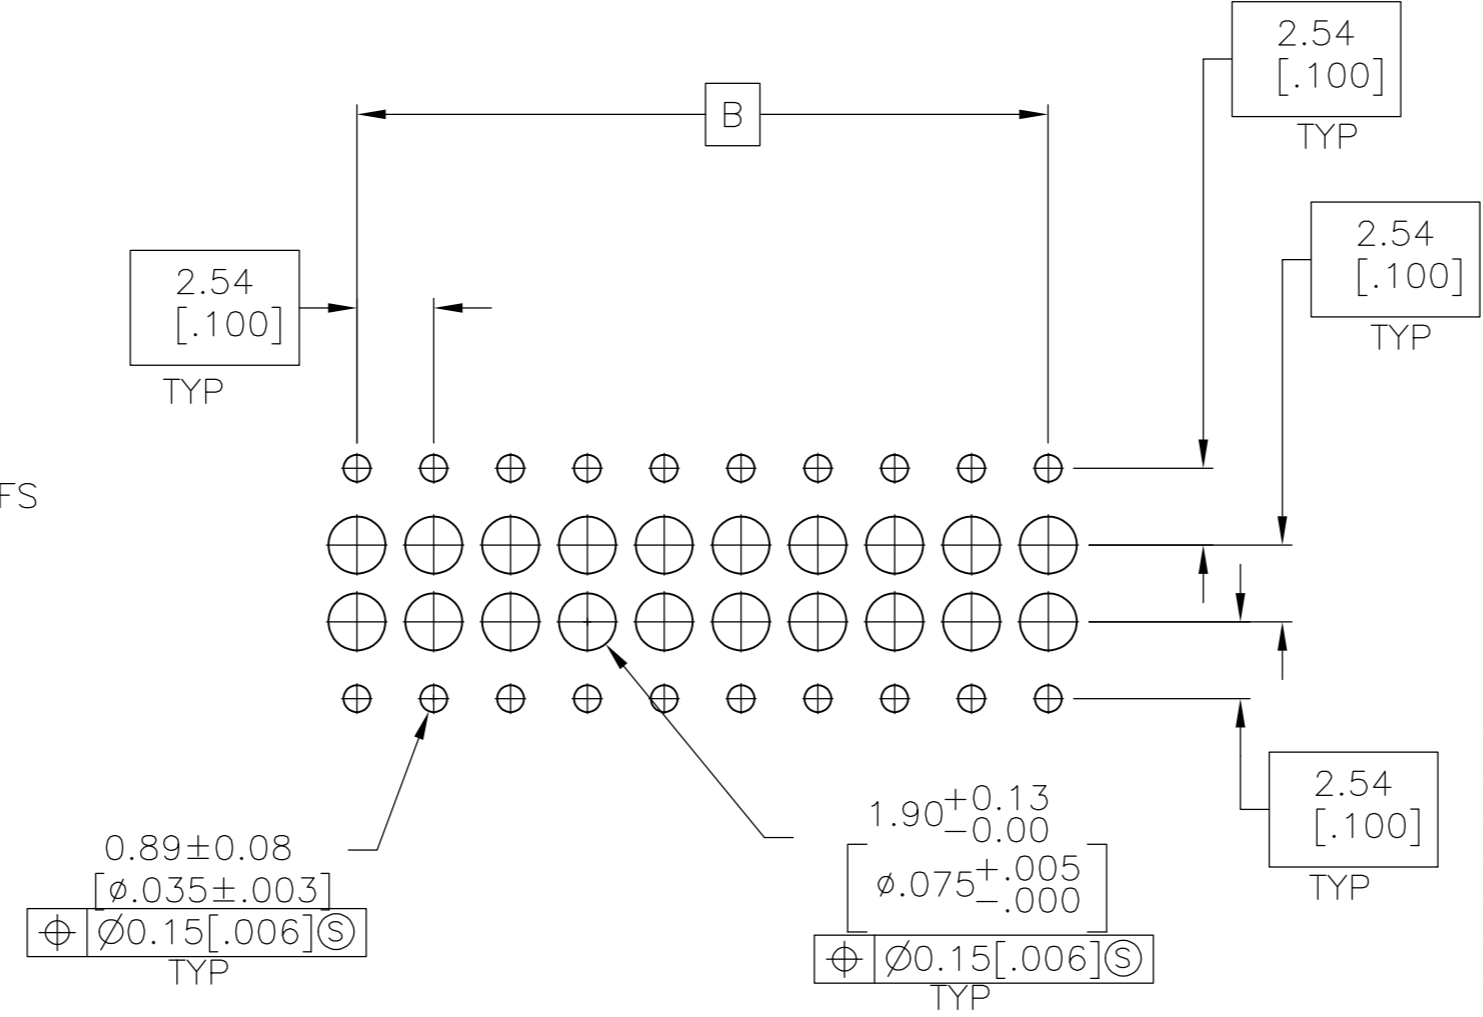 2.54
[.100]
TYP
B
2.54
[.100]
TYP
2.54
[.100]
TYP
FS
0.89±0.08
[ø.035±.003]
⌖ Ø0.15[.006]Ⓢ
TYP
1.90+0.13
-0.00
[ø.075+.005
-.000]
⌖ Ø0.15[.006]Ⓢ
TYP
2.54
[.100]
TYP